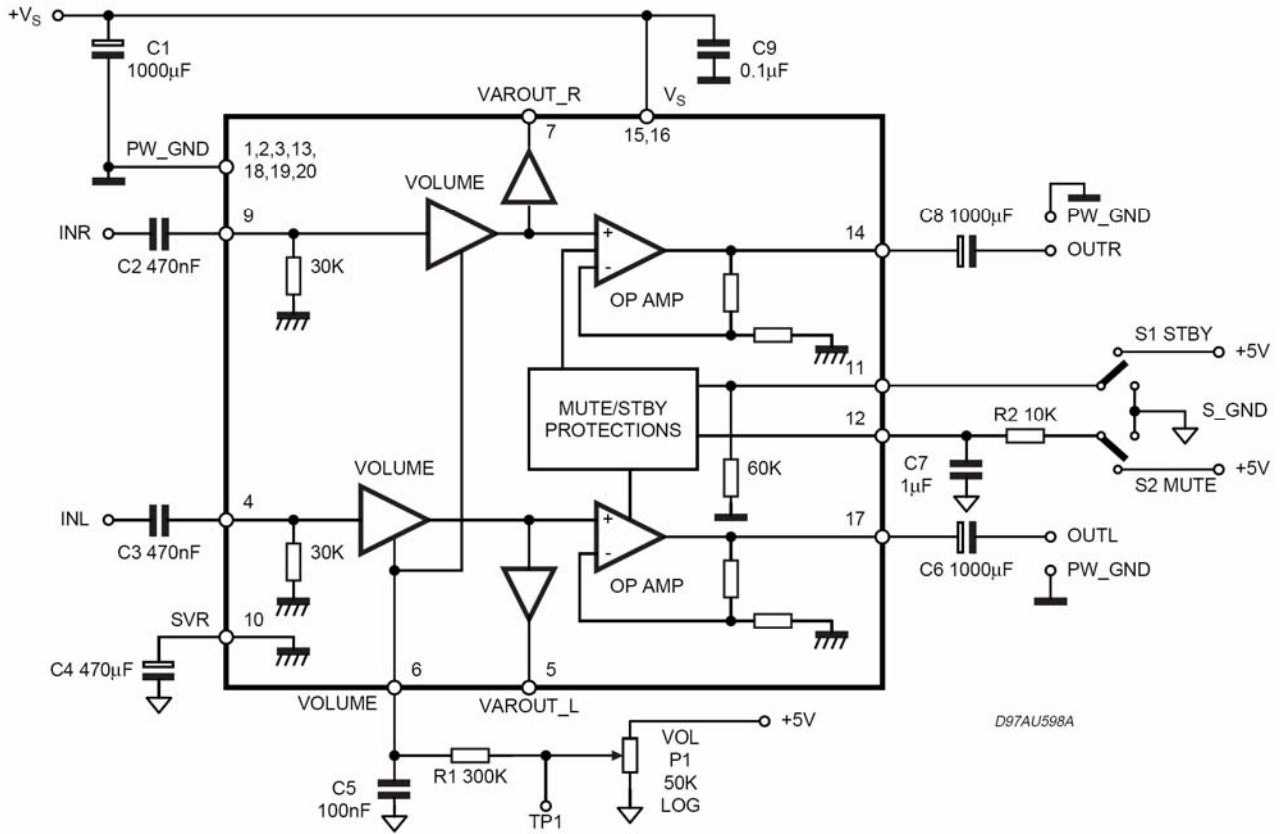 +VS
C1
1000µF
C9
0.1µF
VAROUT_R
VS
7
15,16
PW_GND
1,2,3,13,
18,19,20
VOLUME
INR
9
C2 470nF
30K
+
-
OP AMP
14
C8 1000µF
PW_GND
OUTR
S1 STBY
+5V
11
MUTE/STBY
PROTECTIONS
S_GND
12
R2 10K
60K
C7
1µF
+5V
S2 MUTE
VOLUME
INL
4
C3 470nF
30K
+
-
OP AMP
17
OUTL
C6 1000µF
PW_GND
SVR
10
C4 470µF
6
5
VOLUME
VAROUT_L
+5V
D97AU598A
VOL
P1
50K
LOG
R1 300K
C5
100nF
TP1